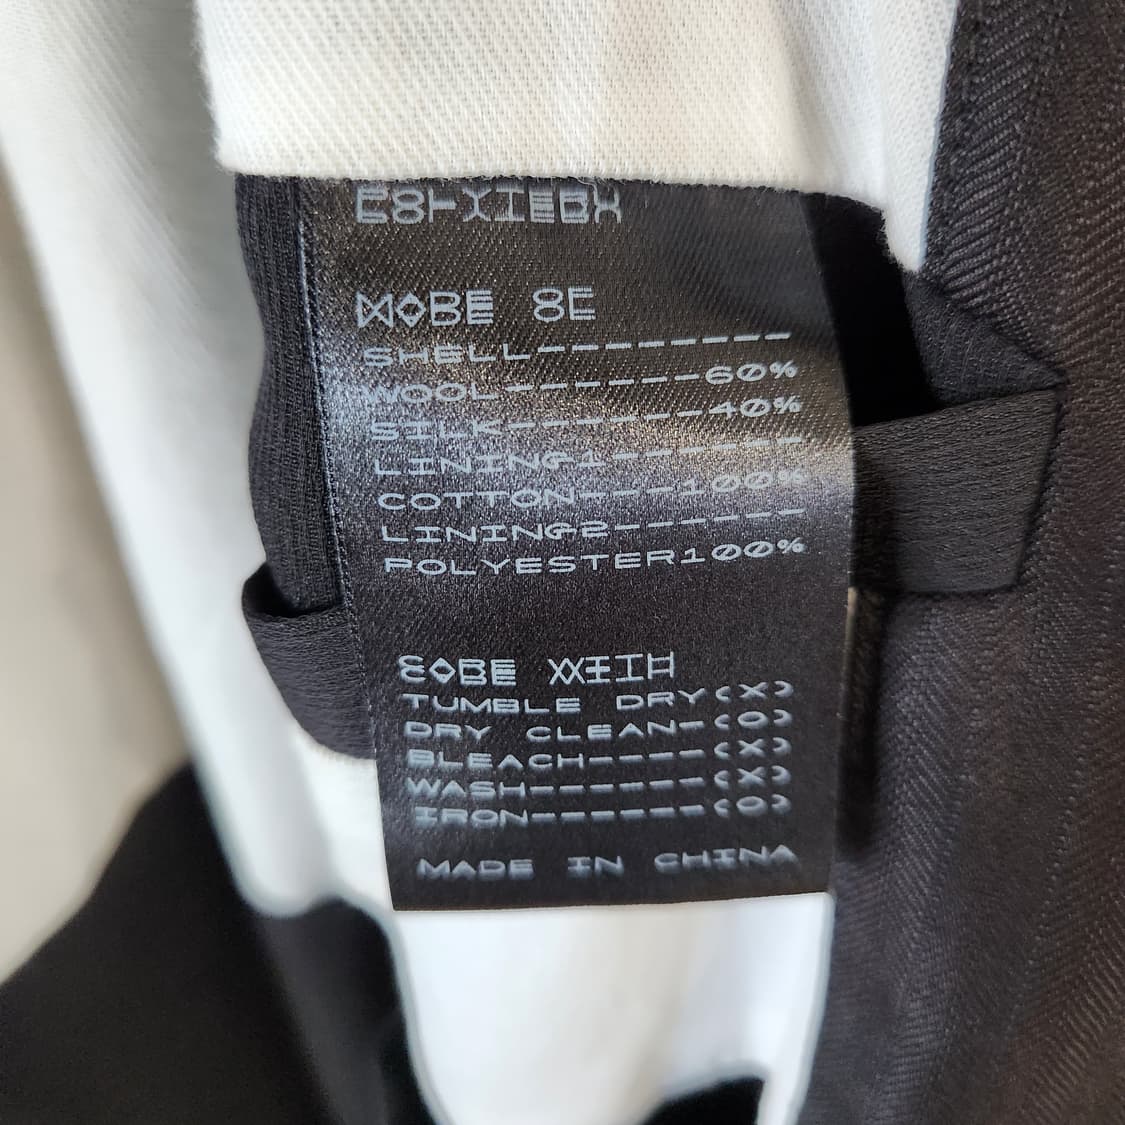 SHELL---------
WOOL-------60%
SILK-------40%
LINING1-------
COTTON---100%
LINING2-------
POLYESTER100%
TUMBLE DRY(X)
DRY CLEAN-(O)
BLEACH----(X)
WASH------(X)
IRON------(O)
MADE IN CHINA